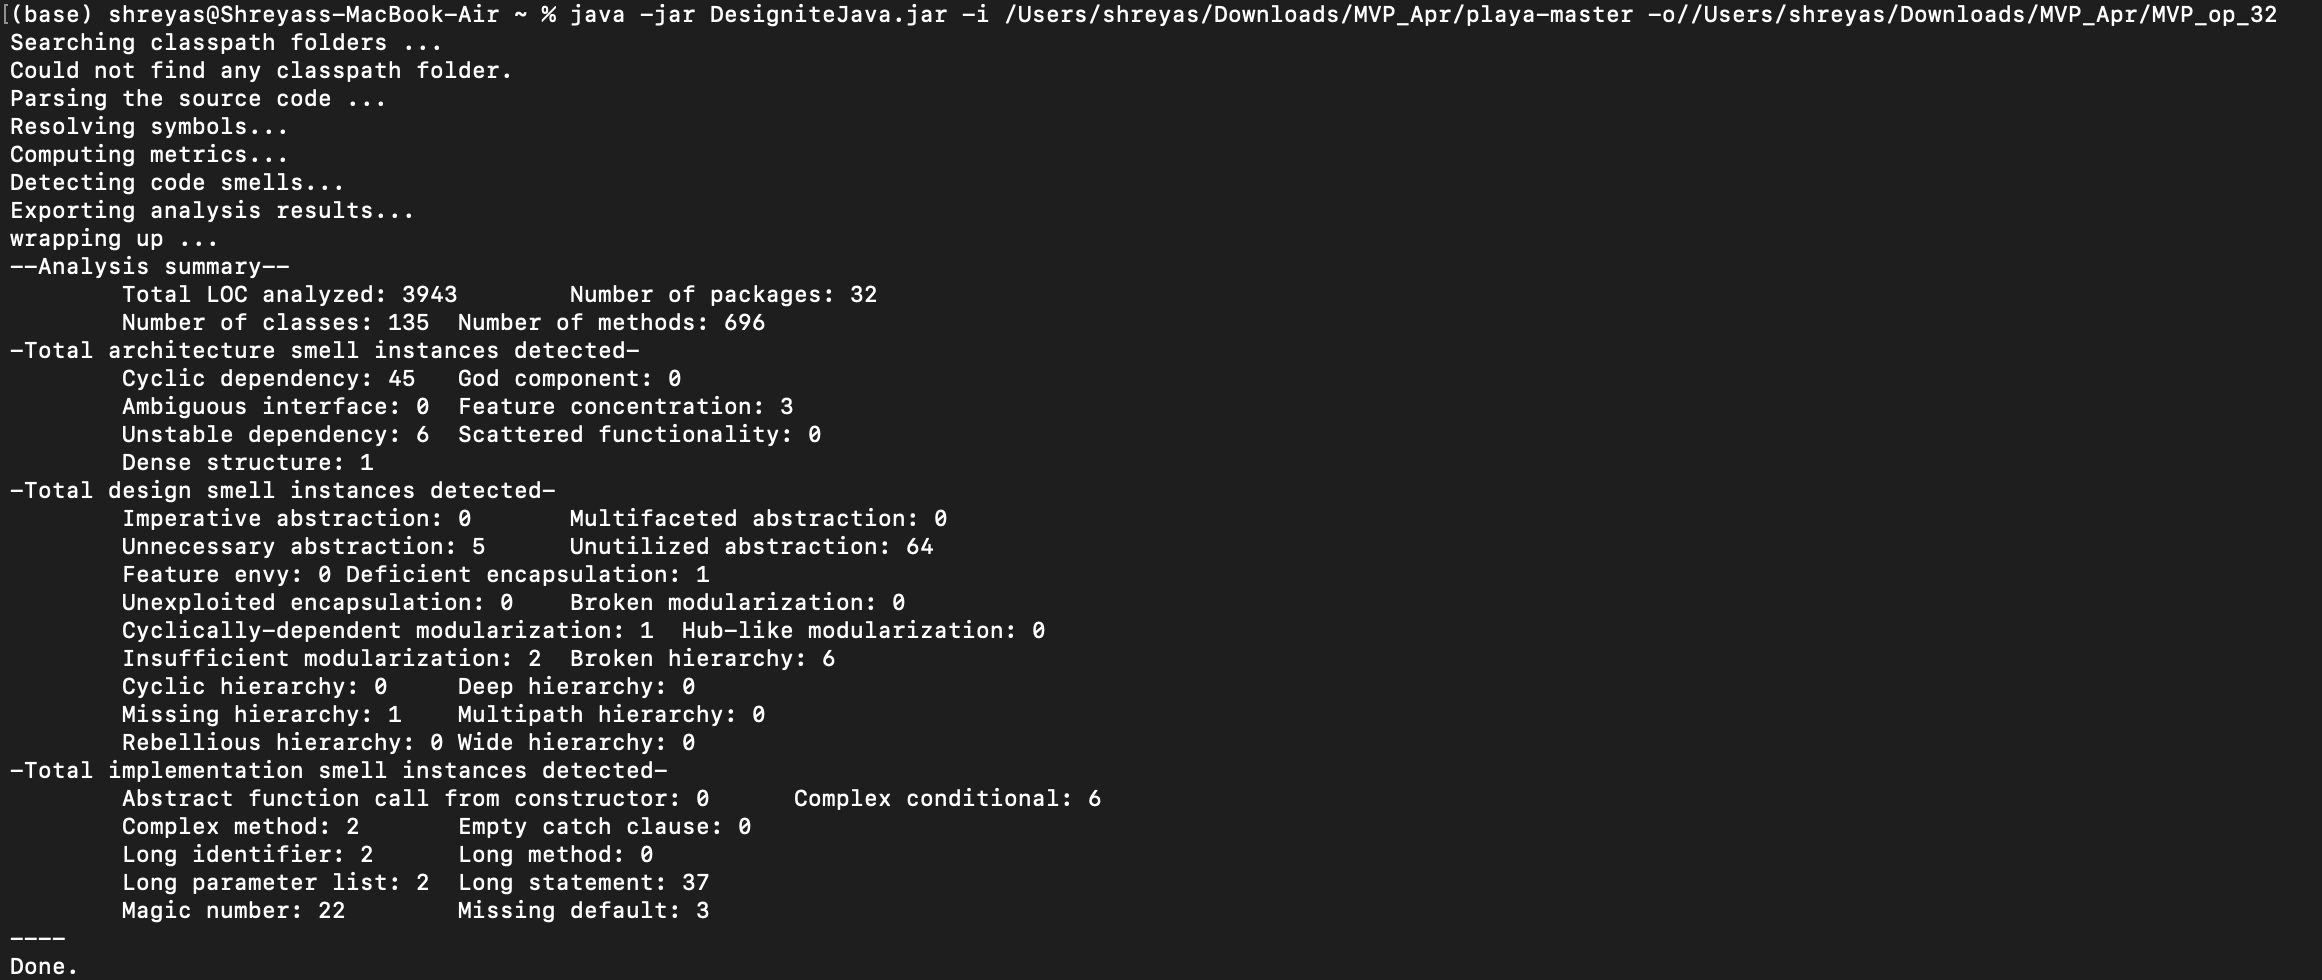 (base) shreyas@Shreyass-MacBook-Air ~ % java -jar DesigniteJava.jar -i /Users/shreyas/Downloads/MVP_Apr/playa-master -o//Users/shreyas/Downloads/MVP_Apr/MVP_op_32
Searching classpath folders ...
Could not find any classpath folder.
Parsing the source code ...
Resolving symbols...
Computing metrics...
Detecting code smells...
Exporting analysis results...
wrapping up ...
--Analysis summary--
Total LOC analyzed: 3943 Number of packages: 32
Number of classes: 135 Number of methods: 696
-Total architecture smell instances detected-
Cyclic dependency: 45 God component: 0
Ambiguous interface: 0 Feature concentration: 3
Unstable dependency: 6 Scattered functionality: 0
Dense structure: 1
-Total design smell instances detected-
Imperative abstraction: 0 Multifaceted abstraction: 0
Unnecessary abstraction: 5 Unutilized abstraction: 64
Feature envy: 0 Deficient encapsulation: 1
Unexploited encapsulation: 0 Broken modularization: 0
Cyclically-dependent modularization: 1 Hub-like modularization: 0
Insufficient modularization: 2 Broken hierarchy: 6
Cyclic hierarchy: 0 Deep hierarchy: 0
Missing hierarchy: 1 Multipath hierarchy: 0
Rebellious hierarchy: 0 Wide hierarchy: 0
-Total implementation smell instances detected-
Abstract function call from constructor: 0 Complex conditional: 6
Complex method: 2 Empty catch clause: 0
Long identifier: 2 Long method: 0
Long parameter list: 2 Long statement: 37
Magic number: 22 Missing default: 3
----
Done.